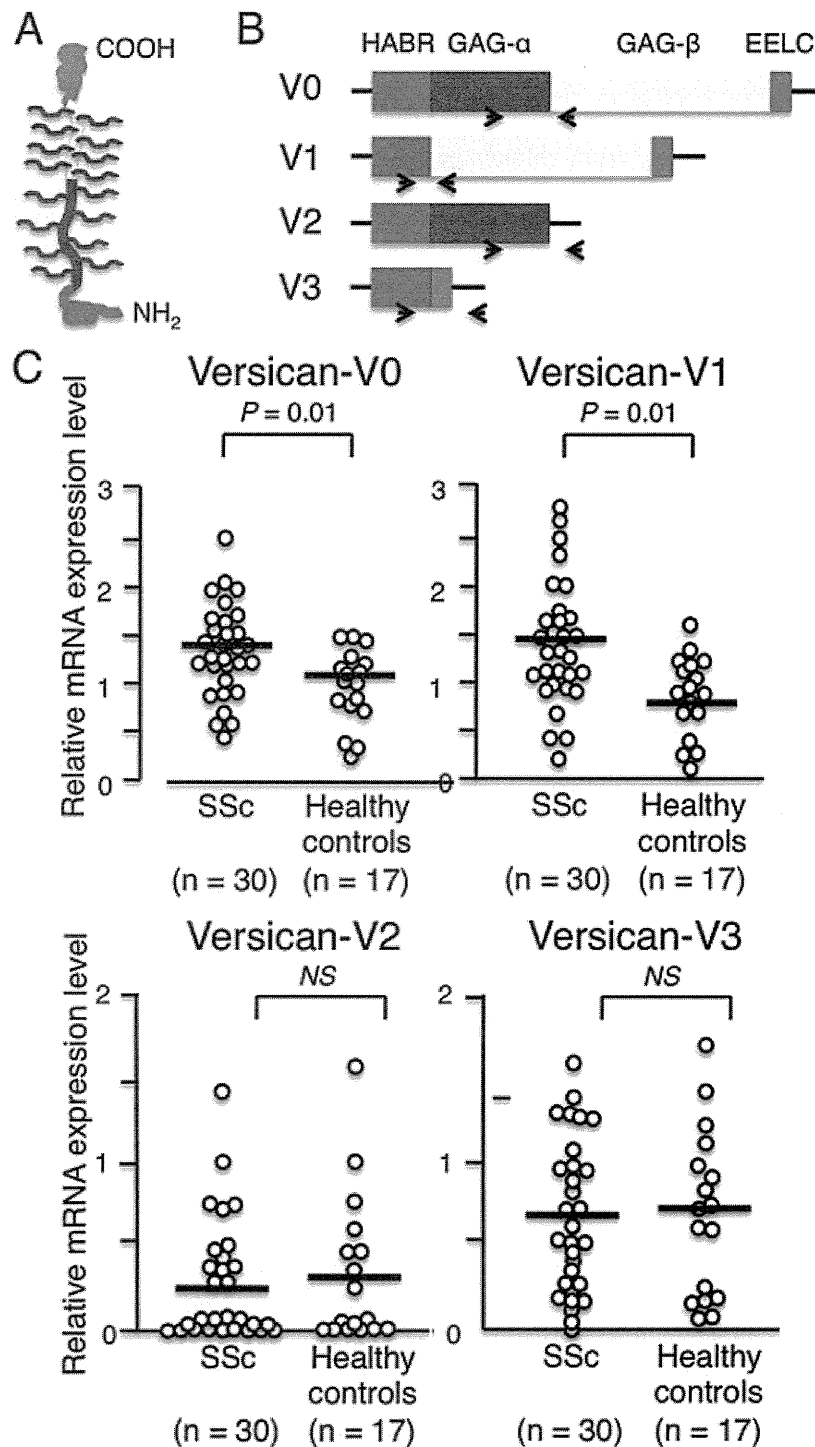 A
COOH
NH2
B
HABR GAG-α GAG-β EELC
V0
V1
V2
V3
C
Versican-V0
P = 0.01
Relative mRNA expression level
3
2
1
0
SSc
Healthy
controls
(n = 30) (n = 17)
Versican-V1
P = 0.01
3
2
1
0
SSc
Healthy
controls
(n = 30) (n = 17)
Versican-V2
NS
Relative mRNA expression level
2
1
0
SSc
Healthy
controls
(n = 30) (n = 17)
Versican-V3
NS
2
1
0
SSc
Healthy
controls
(n = 30) (n = 17)